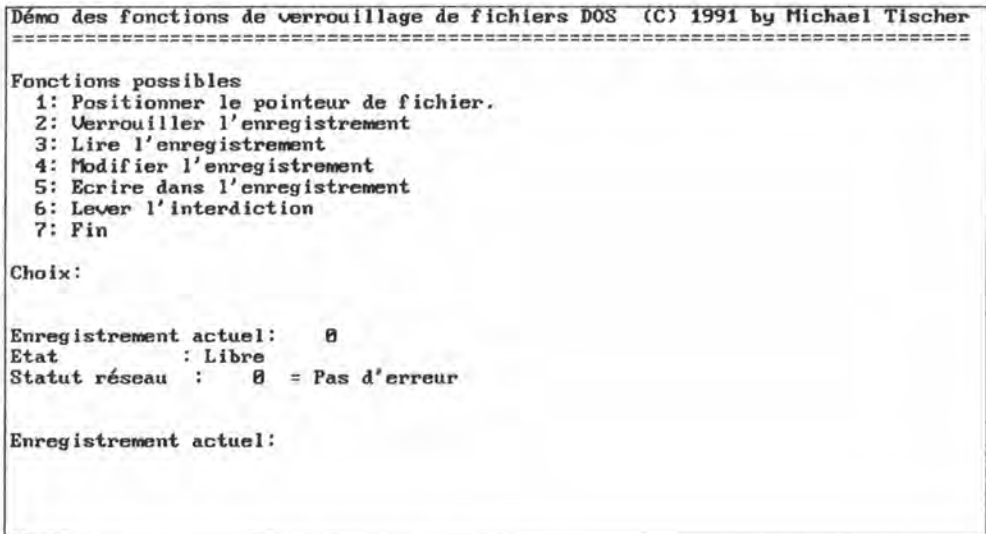 Démo des fonctions de verrouillage de fichiers DOS (C) 1991 by Michael Tischer
==============================================================================
Fonctions possibles
1: Positionner le pointeur de fichier.
2: Verrouiller l'enregistrement
3: Lire l'enregistrement
4: Modifier l'enregistrement
5: Ecrire dans l'enregistrement
6: Lever l'interdiction
7: Fin
Choix:
Enregistrement actuel: 0
Etat : Libre
Statut réseau : 0 = Pas d'erreur
Enregistrement actuel: